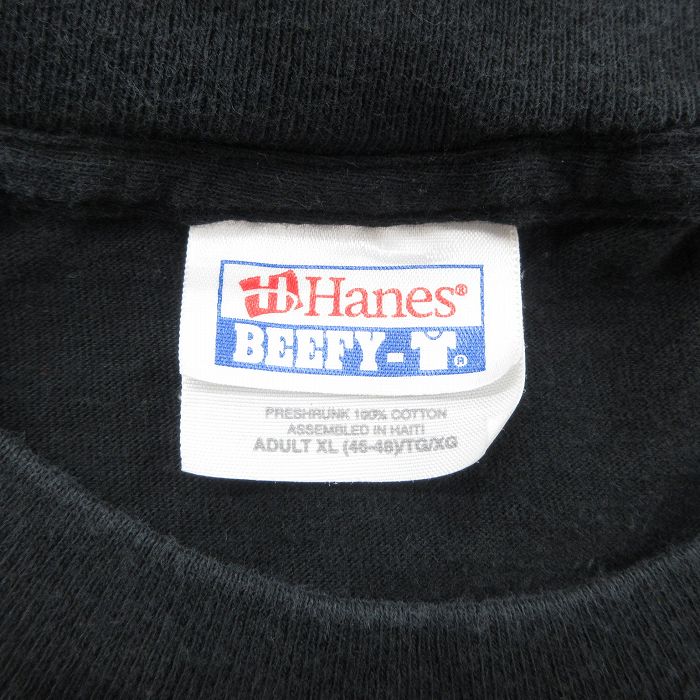 Hanes®
BEEFY-T®
PRESHRUNK 100% COTTON
ASSEMBLED IN HAITI
ADULT XL (46-48)/TG/XG